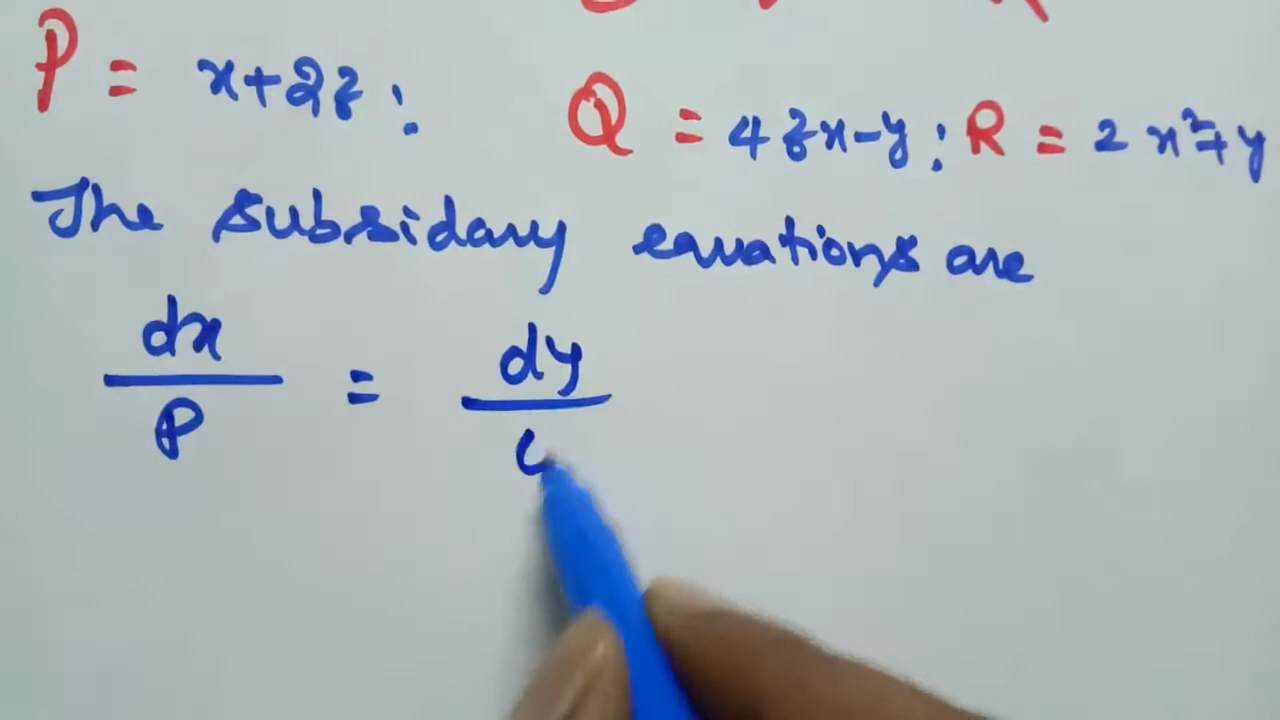 P = x+2z : Q = 4zx-y : R = 2x²+y
The subsidary equations are
dx/P = dy/